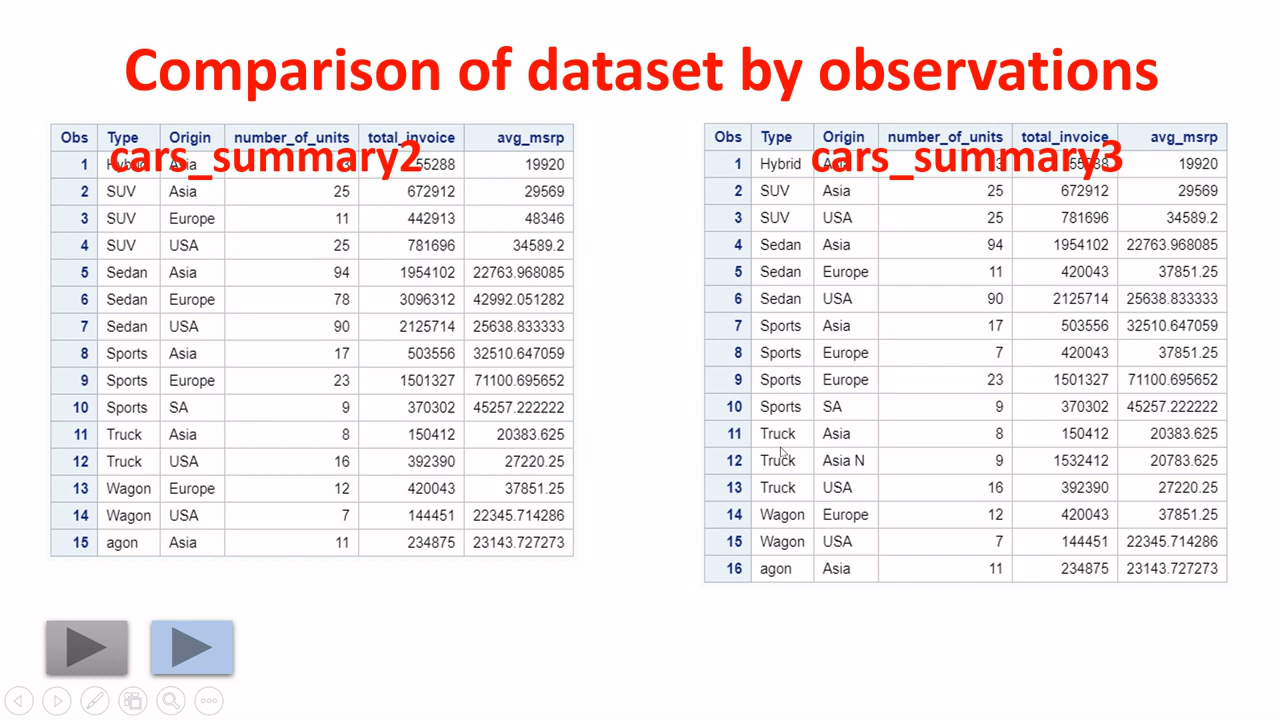 Comparison of dataset by observations
cars_summary2
Obs Type Origin number_of_units total_invoice avg_msrp
1 Hybrid Asia 3 55288 19920
2 SUV Asia 25 672912 29569
3 SUV Europe 11 442913 48346
4 SUV USA 25 781696 34589.2
5 Sedan Asia 94 1954102 22763.968085
6 Sedan Europe 78 3096312 42992.051282
7 Sedan USA 90 2125714 25638.833333
8 Sports Asia 17 503556 32510.647059
9 Sports Europe 23 1501327 71100.695652
10 Sports SA 9 370302 45257.222222
11 Truck Asia 8 150412 20383.625
12 Truck USA 16 392390 27220.25
13 Wagon Europe 12 420043 37851.25
14 Wagon USA 7 144451 22345.714286
15 agon Asia 11 234875 23143.727273
cars_summary3
Obs Type Origin number_of_units total_invoice avg_msrp
1 Hybrid Asia 3 55288 19920
2 SUV Asia 25 672912 29569
3 SUV USA 25 781696 34589.2
4 Sedan Asia 94 1954102 22763.968085
5 Sedan Europe 11 420043 37851.25
6 Sedan USA 90 2125714 25638.833333
7 Sports Asia 17 503556 32510.647059
8 Sports Europe 7 420043 37851.25
9 Sports Europe 23 1501327 71100.695652
10 Sports SA 9 370302 45257.222222
11 Truck Asia 8 150412 20383.625
12 Truck Asia N 9 1532412 20783.625
13 Truck USA 16 392390 27220.25
14 Wagon Europe 12 420043 37851.25
15 Wagon USA 7 144451 22345.714286
16 agon Asia 11 234875 23143.727273